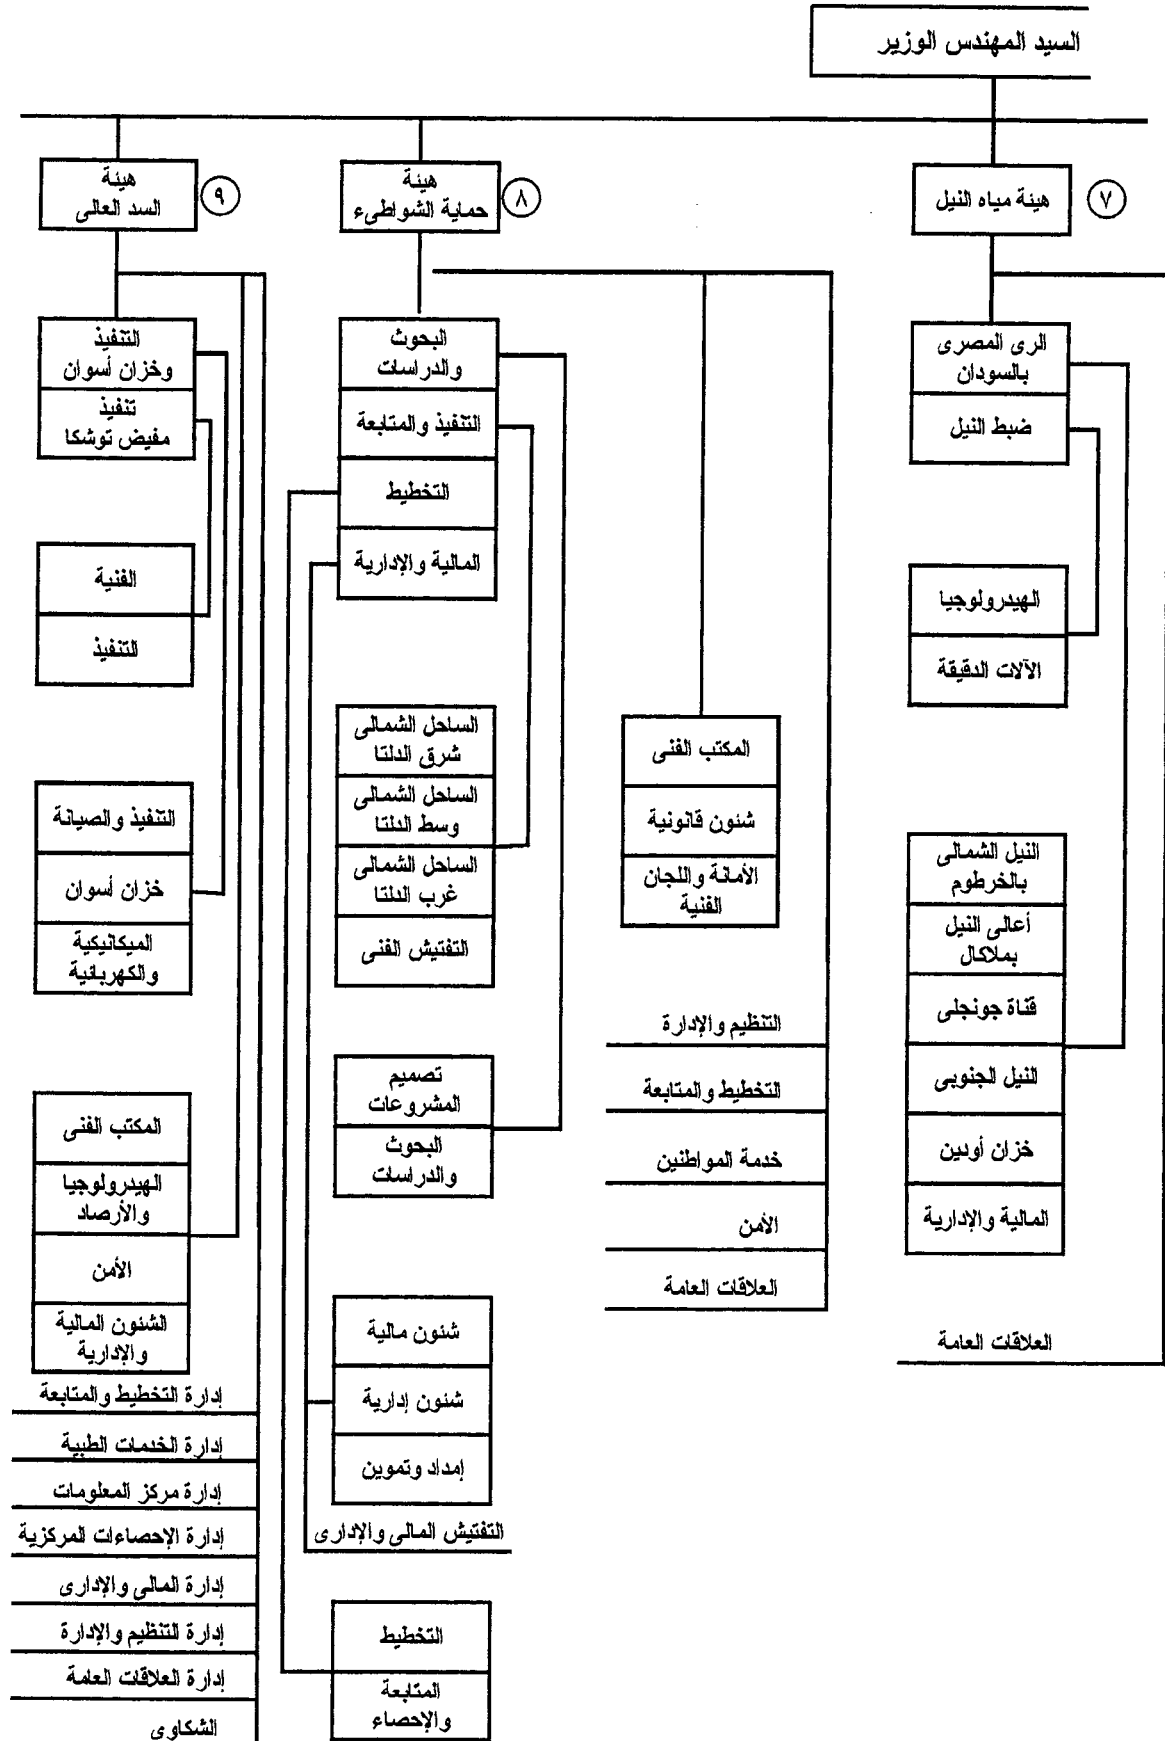 السيد المهندس الوزير
٧
هيئة مياه النيل
الرى المصرى
بالسودان
ضبط النيل
الهيدرولوجيا
الآلات الدقيقة
النيل الشمالى
بالخرطوم
أعالى النيل
بملاكال
قناة جونجلى
النيل الجنوبى
خزان أودين
المالية والإدارية
العلاقات العامة
٨
هيئة
حماية الشواطىء
البحوث
والدراسات
التنفيذ والمتابعة
التخطيط
المالية والإدارية
المكتب الفنى
شئون قانونية
الأمانة واللجان
الفنية
التنظيم والإدارة
التخطيط والمتابعة
خدمة المواطنين
الأمن
العلاقات العامة
الساحل الشمالى
شرق الدلتا
الساحل الشمالى
وسط الدلتا
الساحل الشمالى
غرب الدلتا
التفتيش الفنى
تصميم
المشروعات
البحوث
والدراسات
شئون مالية
شئون إدارية
إمداد وتموين
التفتيش المالى والإدارى
التخطيط
المتابعة
والإحصاء
٩
هيئة
السد العالى
التنفيذ
وخزان أسوان
تنفيذ
مفيض توشكا
الفنية
التنفيذ
التنفيذ والصيانة
خزان أسوان
الميكانيكية
والكهربائية
المكتب الفنى
الهيدرولوجيا
والأرصاد
الأمن
الشئون المالية
والإدارية
إدارة التخطيط والمتابعة
إدارة الخدمات الطبية
إدارة مركز المعلومات
إدارة الإحصاءات المركزية
إدارة المالى والإدارى
إدارة التنظيم والإدارة
إدارة العلاقات العامة
الشكاوى